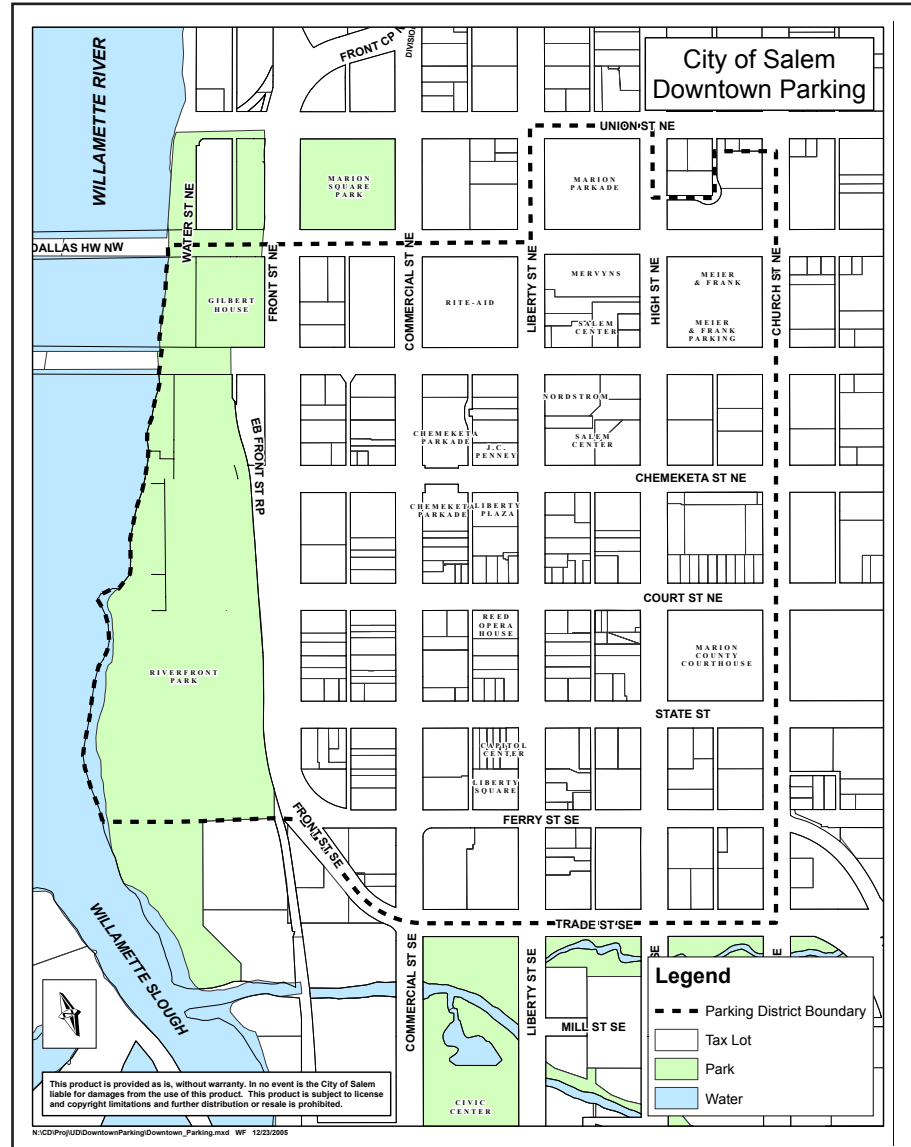 City of Salem
Downtown Parking
FRONT CP N
DIVISIO
WILLAMETTE RIVER
UNION ST NE
MARION
SQUARE
PARK
MARION
PARKADE
WATER ST NE
DALLAS HW NW
FRONT ST NE
COMMERCIAL ST NE
LIBERTY ST NE
HIGH ST NE
CHURCH ST NE
GILBERT
HOUSE
RITE-AID
MERVYNS
SALEM
CENTER
MEIER
& FRANK
MEIER
& FRANK
PARKING
EB FRONT ST RP
CHEMEKETA
PARKADE
J.C.
PENNEY
NORDSTROM
SALEM
CENTER
CHEMEKETA ST NE
CHEMEKETA
PARKADE
LIBERTY
PLAZA
COURT ST NE
REED
OPERA
HOUSE
MARION
COUNTY
COURTHOUSE
RIVERFRONT
PARK
STATE ST
CAPITOL
CENTER
LIBERTY
SQUARE
FRONT ST SE
FERRY ST SE
TRADE ST SE
WILLAMETTE SLOUGH
COMMERCIAL ST SE
LIBERTY ST SE
SE
E
MILL ST SE
CIVIC
CENTER
Legend
Parking District Boundary
Tax Lot
Park
Water
This product is provided as is, without warranty. In no event is the City of Salem
liable for damages from the use of this product. This product is subject to license
and copyright limitations and further distribution or resale is prohibited.
N:\CD\Proj\UD\DowntownParking\Downtown_Parking.mxd WF 12/23/2005